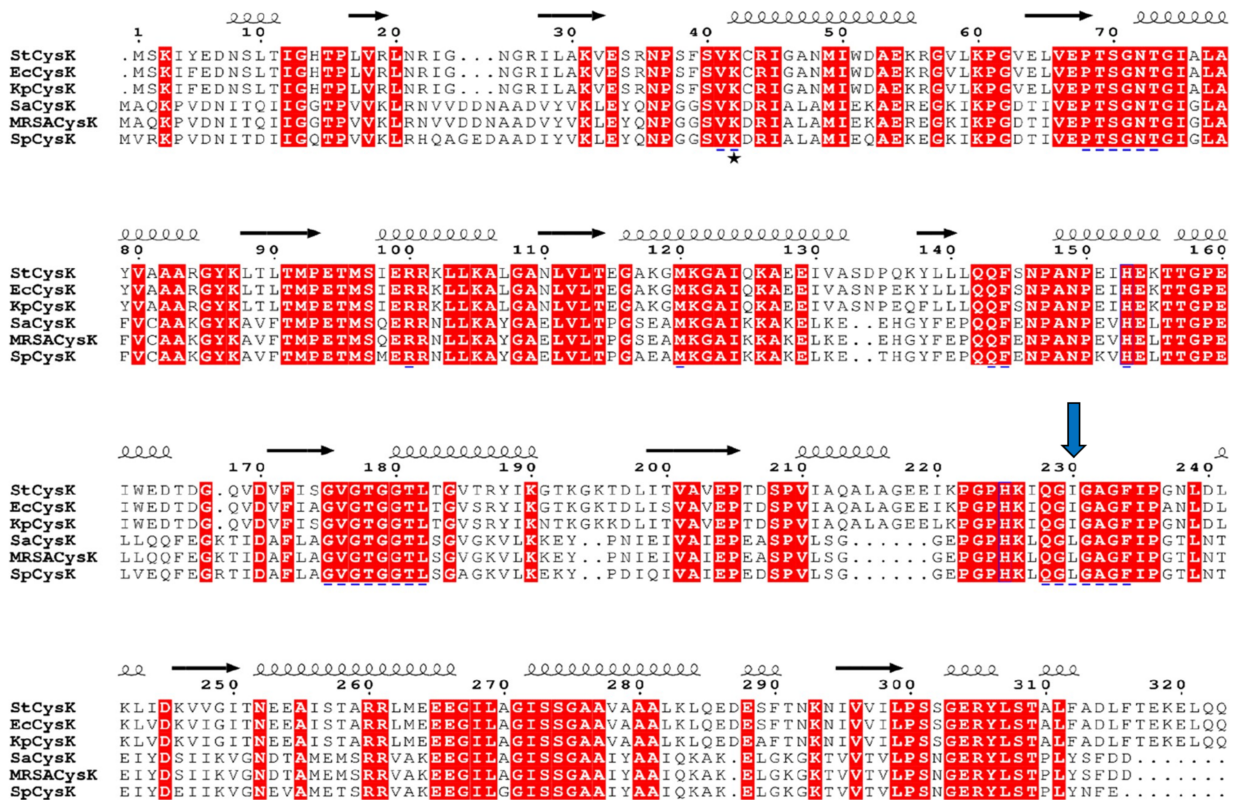 1 10 20 30 40 50 60 70
StCysK .MSKIYEDNSLTIGHTPLVRLNRIG...NGRILAKVESRNPSFSVKCRIGANMIWDAEKRGVLKPGVELVEPTSGNTGIALA
EcCysK .MSKIFEDNSLTIGHTPLVRLNRIG...NGRILAKVESRNPSFSVKCRIGANMIWDAEKRGVLKPGVELVEPTSGNTGIALA
KpCysK .MSKIFEDNSLTIGHTPLVRLNRIG...NGRILAKVESRNPSFSVKCRIGANMIWDAEKRGVLKPGVELVEPTSGNTGIALA
SaCysK MAQKPVDNITQIIGGTPVVKLRNVVDDNAADVYVKLEYQNPGGSVKDRIALAMIEKAEREGKIKPGDTIVEPTSGNTGIGLA
MRSACysK MAQKPVDNITQIIGGTPVVKLRNVVDDNAADVYVKLEYQNPGGSVKDRIALAMIEKAEREGKIKPGDTIVEPTSGNTGIGLA
SpCysK MVRKPVDNITDIIGQTPVVKLRHQAGEDAADIYVKLEYQNPGGSVKDRIALAMIEQAEKEGKIKPGDTIVEPTSGNTGIGLA
80 90 100 110 120 130 140 150 160
StCysK YVAAARGYKLTLTMPETMSIERRKLLKALGANLVLTEGAKGMKGAIQKAEEIVASDPQKYLLLQQFSNPANPEIHEKTTGPE
EcCysK YVAAARGYKLTLTMPETMSIERRKLLKALGANLVLTEGAKGMKGAIQKAEEIVASNPEKYLLLQQFSNPANPEIHEKTTGPE
KpCysK YVAAARGYKLTLTMPETMSIERRKLLKALGANLVLTEGAKGMKGAIQKAEEIVASNPEQFLLLQQFSNPANPEIHEKTTGPE
SaCysK FVCAAKGYKAVFTMPETMSQERRNLLKAYGAELVLTPGSEAMKGAIKKAKELKE..EHGYFEPQQFENPANPEVHELTTGPE
MRSACysK FVCAAKGYKAVFTMPETMSQERRNLLKAYGAELVLTPGSEAMKGAIKKAKELKE..EHGYFEPQQFENPANPEVHELTTGPE
SpCysK FVCAAKGYKAVFTMPETMSMERRNLLKAYGAELVLTPGAEAMKGAIKKAKELKE..THGYFEPQQFENPANPKVHELTTGPE
170 180 190 200 210 220 230 240
StCysK IWEDTDG.QVDVFISGVGTGGTLTGVTRYIKGTKGKTDLITVAVEPTDSPVIAQALAGEEIKPGPHKIQGIGAGFIPGNLDL
EcCysK IWEDTDG.QVDVFIAGVGTGGTLTGVSRYIKGTKGKTDLISVAVEPTDSPVIAQALAGEEIKPGPHKIQGIGAGFIPANLDL
KpCysK IWEDTDG.QVDVFIAGVGTGGTLTGVSRYIKGTKGKTDLITVAVEPTDSPVIAQALAGEELKPGPHKIQGIGAGFIPGNLDL
SaCysK LLQQFEGKTIDAFLAGVGTGGTLSGVGKVLKKEY..PNIEIVAIEPEASPVLSG......GEPGPHKLQGLGAGFIPGTLNT
MRSACysK LLQQFEGKTIDAFLAGVGTGGTLSGVGKVLKKEY..PNIEIVAIEPEASPVLSG......GEPGPHKLQGLGAGFIPGTLNT
SpCysK LVEQFEGRTIDAFLAGVGTGGTLSGAGKVLKEKY..PDIQIVAIEPEDSPVLSG......GEPGPHKLQGLGAGFIPGTLNT
250 260 270 280 290 300 310 320
StCysK KLIDKVVGITNEEAISTARRLMEEEGILAGISSGAAVAAALKLQEDESFTNKNIVVILPSSGERYLSTALFADLFTEKELQQ
EcCysK KLVDKVIGITNEEAISTARRLMEEEGILAGISSGAAVAAALKLQEDESFTNKNIVVILPSSGERYLSTALFADLFTEKELQQ
KpCysK KLVDKVIGITNEEAISTARRLMEEEGILAGISSGAAVAAALKLQEDEAFTNKNIVVILPSSGERYLSTALFADLFTEKELQQ
SaCysK EIYDSIIKVGNDTAMEMSRRVAKEEGILAGISSGAAIYAAIQKAK.ELGKGKTVVTVLPSNGERYLSTPLYSFDD.......
MRSACysK EIYDSIIKVGNDTAMEMSRRVAKEEGILAGISSGAAIYAAIQKAK.ELGKGKTVVTVLPSNGERYLSTPLYSFDD.......
SpCysK EIYDEIIKVGNEVAMETSRRVAKEEGILGGISSGAAIYAAIQKAK.ELGKGKTVVTVLPSNGERYLSTPLYNFE........